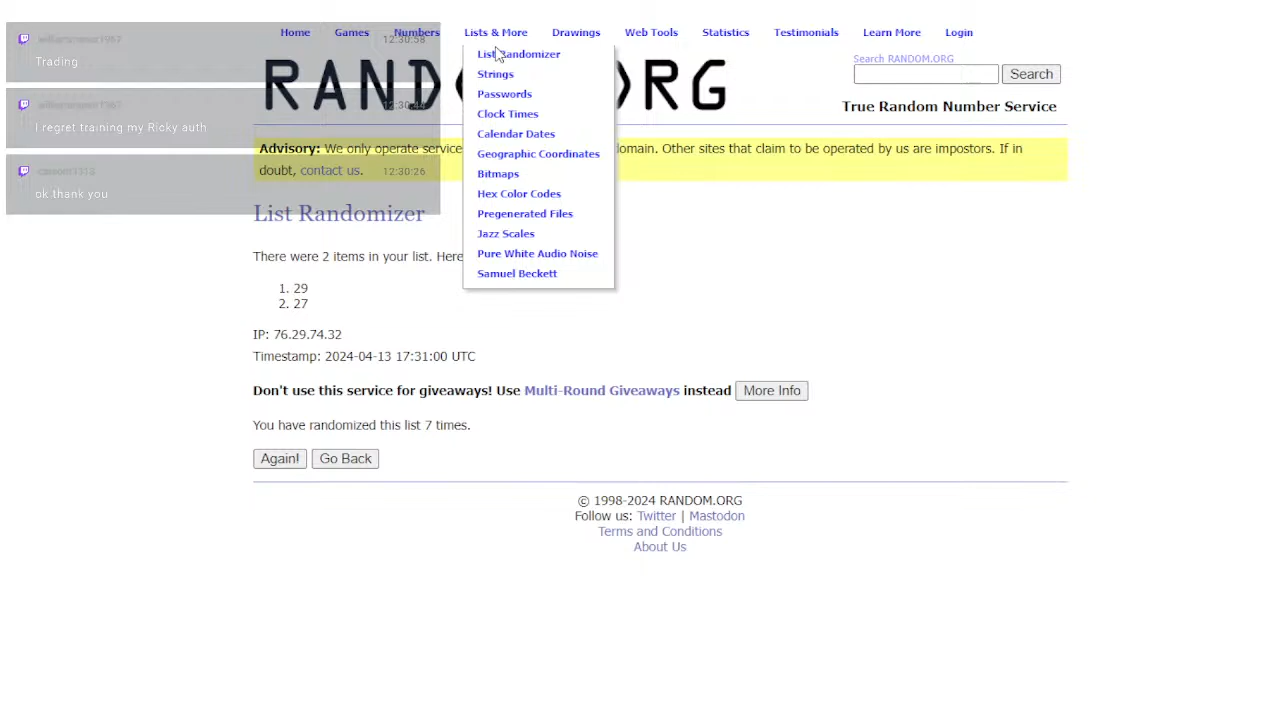 Home Games Numbers Lists & More Drawings Web Tools Statistics Testimonials Learn More Login
12:30:58
Trading
12:30:44
I regret training my Ricky auth
12:30:26
ok thank you
List Randomizer
Strings
Passwords
Clock Times
Calendar Dates
Geographic Coordinates
Bitmaps
Hex Color Codes
Pregenerated Files
Jazz Scales
Pure White Audio Noise
Samuel Beckett
Search RANDOM.ORG
Search
True Random Number Service
Advisory: We only operate service omain. Other sites that claim to be operated by us are impostors. If in
doubt, contact us.
List Randomizer
There were 2 items in your list. Here
1. 29
2. 27
IP: 76.29.74.32
Timestamp: 2024-04-13 17:31:00 UTC
Don't use this service for giveaways! Use Multi-Round Giveaways instead More Info
You have randomized this list 7 times.
Again! Go Back
© 1998-2024 RANDOM.ORG
Follow us: Twitter | Mastodon
Terms and Conditions
About Us